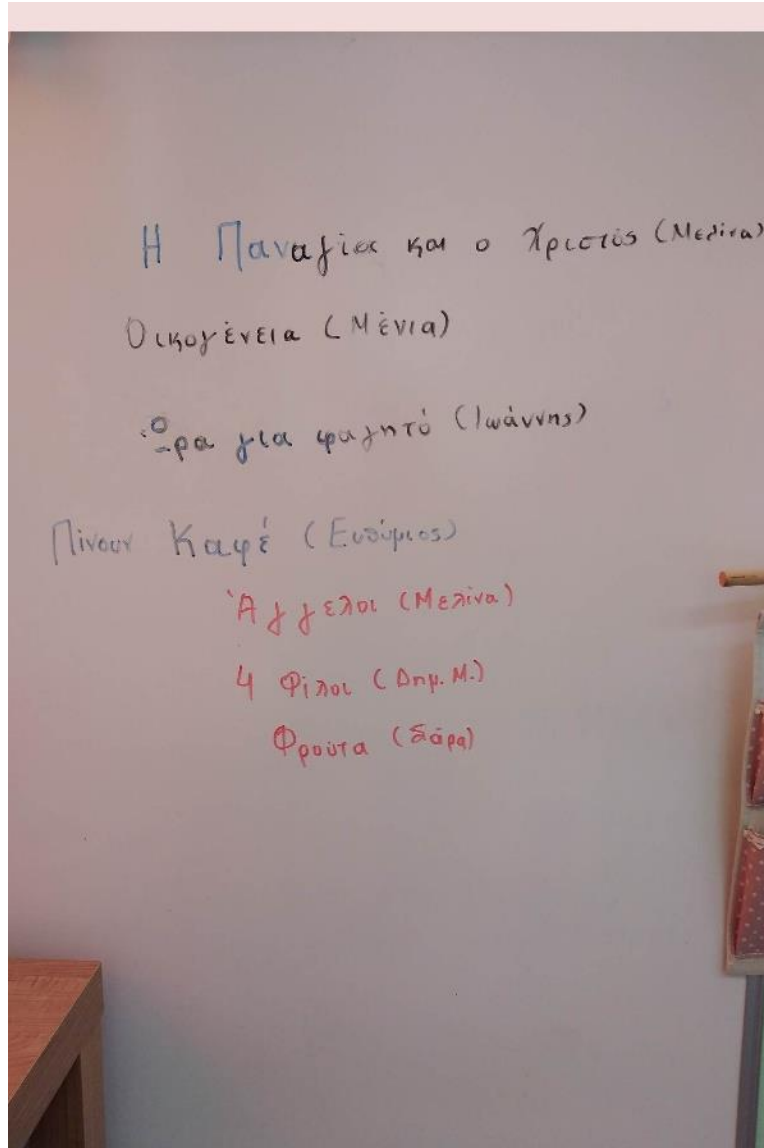 Η Παναγία και ο Χριστός (Μελίνα)
Οικογένεια (Μένια)
Ώρα για φαγητό (Ιωάννης)
Πίνουν Καφέ (Ευθύμιος)
Άγγελοι (Μελίνα)
4 Φίλοι (Δημ. Μ.)
Φρούτα (Σάρα)